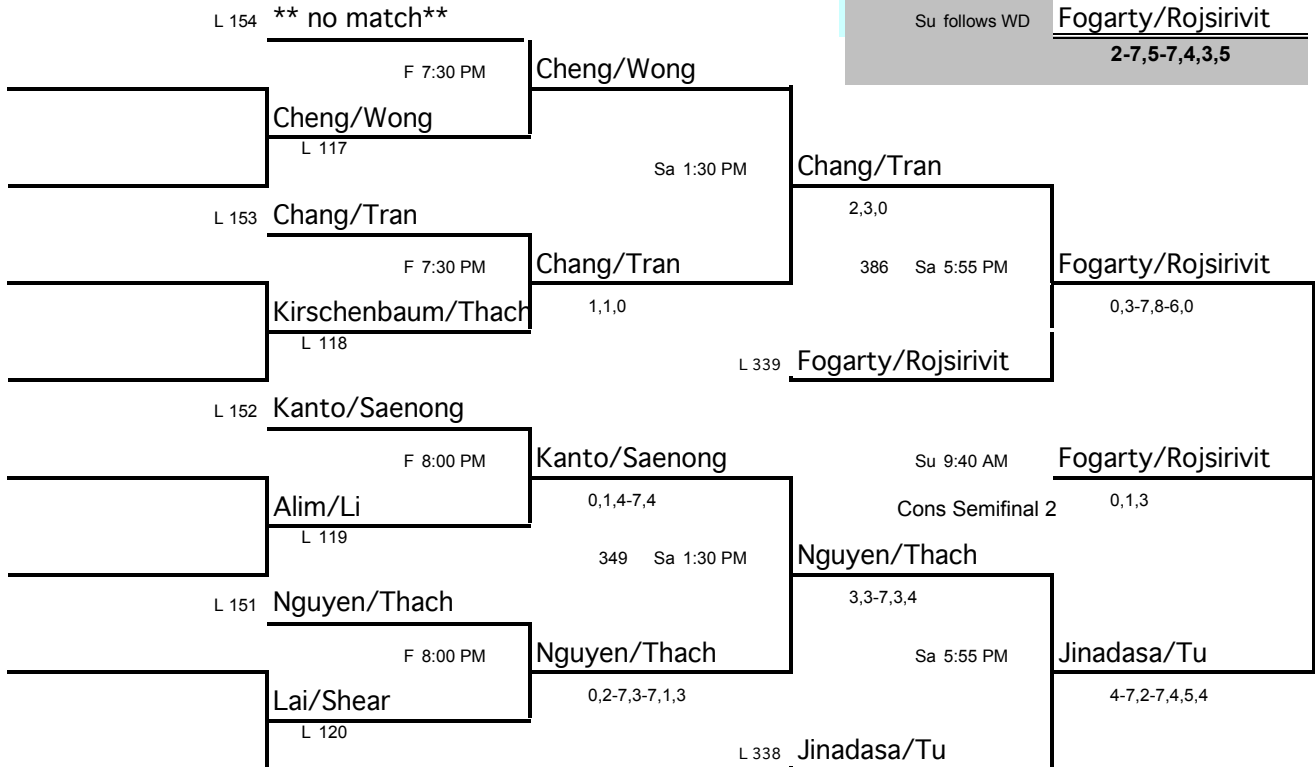 L 154 ** no match** Su follows WD Fogarty/Rojsirivit
2-7,5-7,4,3,5
F 7:30 PM Cheng/Wong
Cheng/Wong
L 117
Sa 1:30 PM Chang/Tran
2,3,0
L 153 Chang/Tran
F 7:30 PM Chang/Tran 386 Sa 5:55 PM Fogarty/Rojsirivit
Kirschenbaum/Thach 1,1,0 0,3-7,8-6,0
L 118
L 339 Fogarty/Rojsirivit
L 152 Kanto/Saenong
F 8:00 PM Kanto/Saenong Su 9:40 AM Fogarty/Rojsirivit
Alim/Li 0,1,4-7,4 Cons Semifinal 2 0,1,3
L 119
349 Sa 1:30 PM Nguyen/Thach
3,3-7,3,4
L 151 Nguyen/Thach
F 8:00 PM Nguyen/Thach Sa 5:55 PM Jinadasa/Tu
Lai/Shear 0,2-7,3-7,1,3 4-7,2-7,4,5,4
L 120
L 338 Jinadasa/Tu